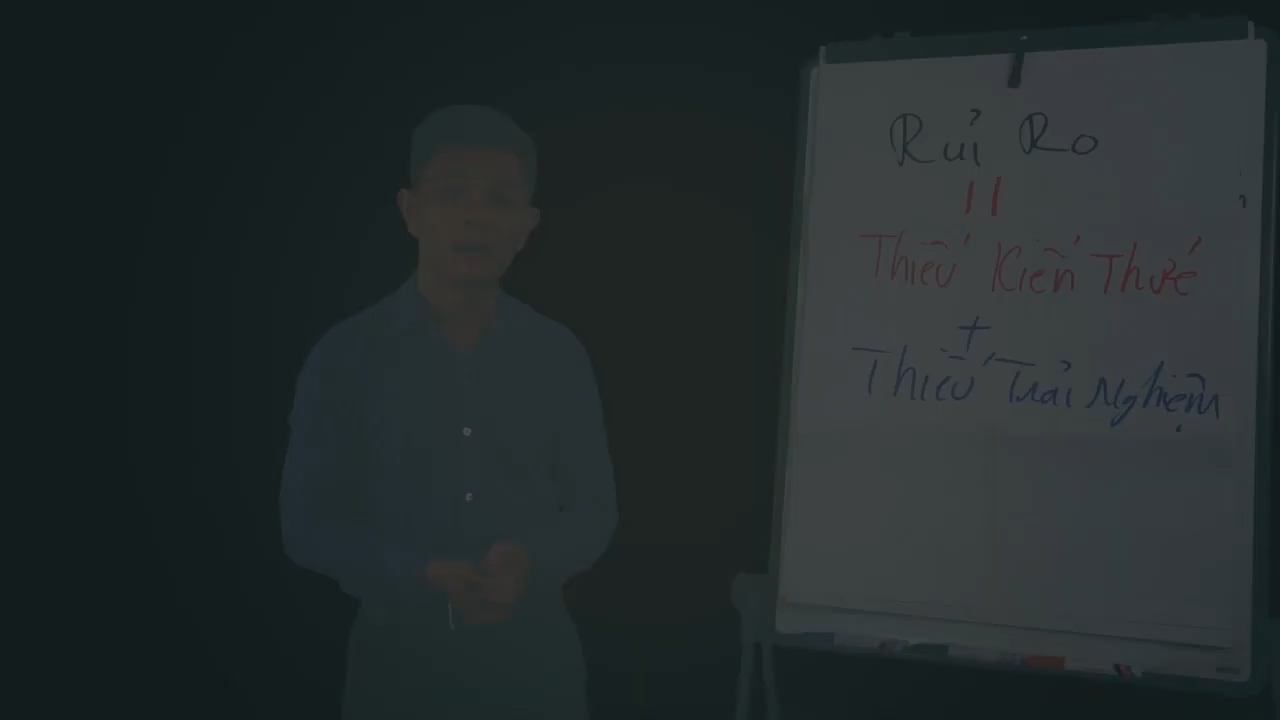 Rủi Ro
=
Thiếu Kiến Thức
+
Thiếu Trải Nghiệm